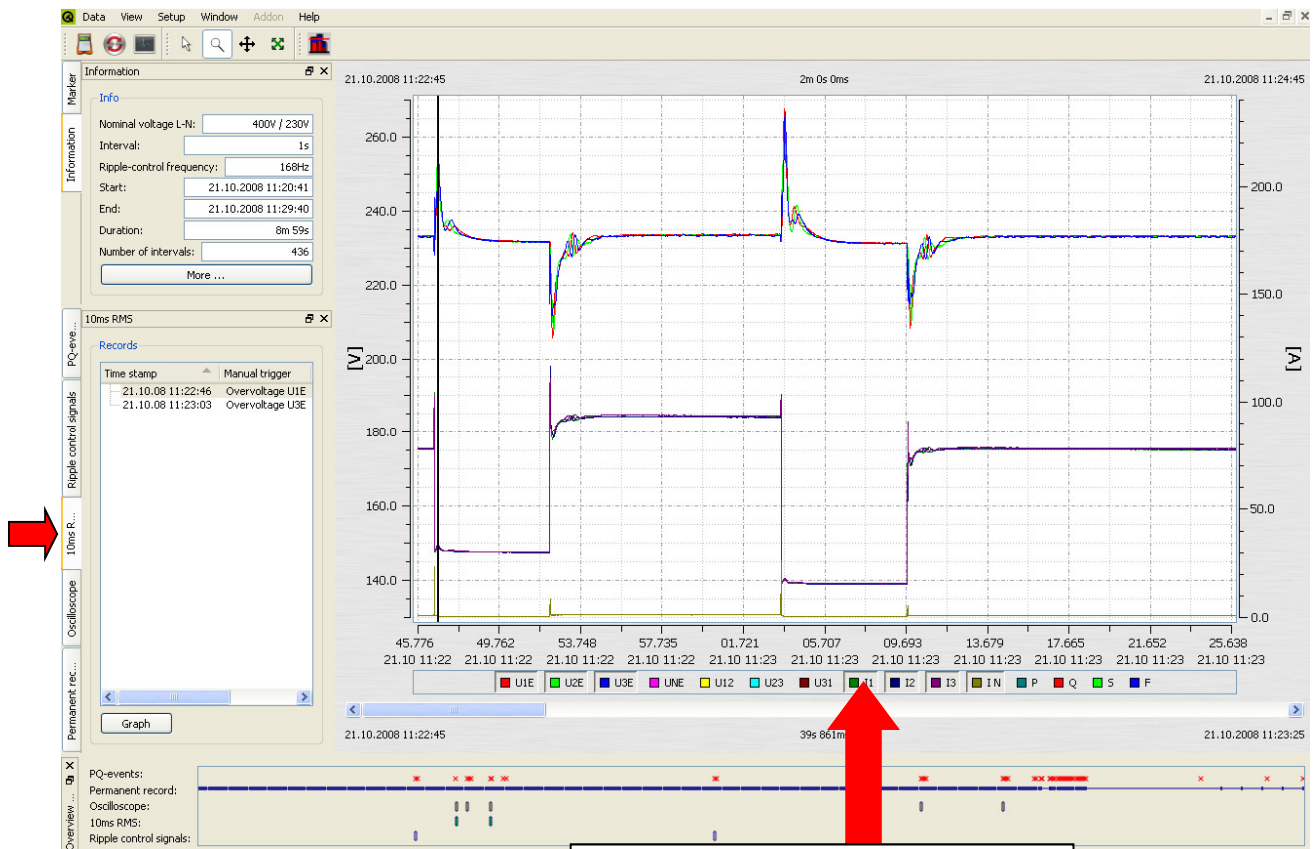 Data View Setup Window Addon Help
Information
Info
Nominal voltage L-N: 400V / 230V
Interval: 1s
Ripple-control frequency: 168Hz
Start: 21.10.2008 11:20:41
End: 21.10.2008 11:29:40
Duration: 8m 59s
Number of intervals: 436
More ...
Marker
Information
10ms RMS
Records
Time stamp Manual trigger
21.10.08 11:22:46 Overvoltage U1E
21.10.08 11:23:03 Overvoltage U3E
Graph
PQ-eve...
Ripple control signals
10ms R...
Oscilloscope
Permanent rec...
21.10.2008 11:22:45 2m 0s 0ms 21.10.2008 11:24:45
260.0
240.0
220.0
200.0
180.0
160.0
140.0
[V]
200.0
150.0
100.0
50.0
0.0
[A]
45.776 49.762 53.748 57.735 01.721 05.707 09.693 13.679 17.665 21.652 25.638
21.10 11:22 21.10 11:22 21.10 11:22 21.10 11:22 21.10 11:23 21.10 11:23 21.10 11:23 21.10 11:23 21.10 11:23 21.10 11:23 21.10 11:23
U1E U2E U3E UNE U12 U23 U31 I1 I2 I3 I N P Q S F
21.10.2008 11:22:45 39s 861m 21.10.2008 11:23:25
Overview ...
PQ-events:
Permanent record:
Oscilloscope:
10ms RMS:
Ripple control signals: